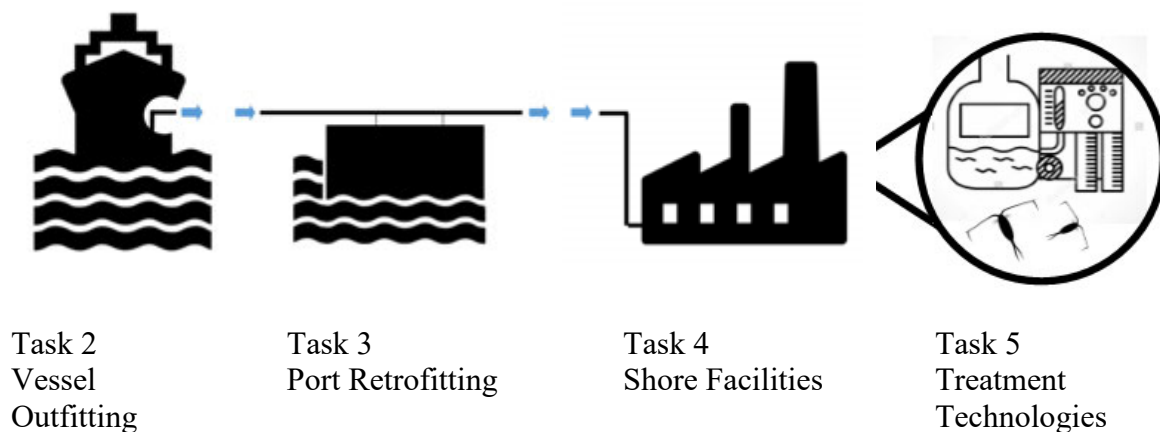 Task 2
Vessel
Outfitting
Task 3
Port Retrofitting
Task 4
Shore Facilities
Task 5
Treatment
Technologies